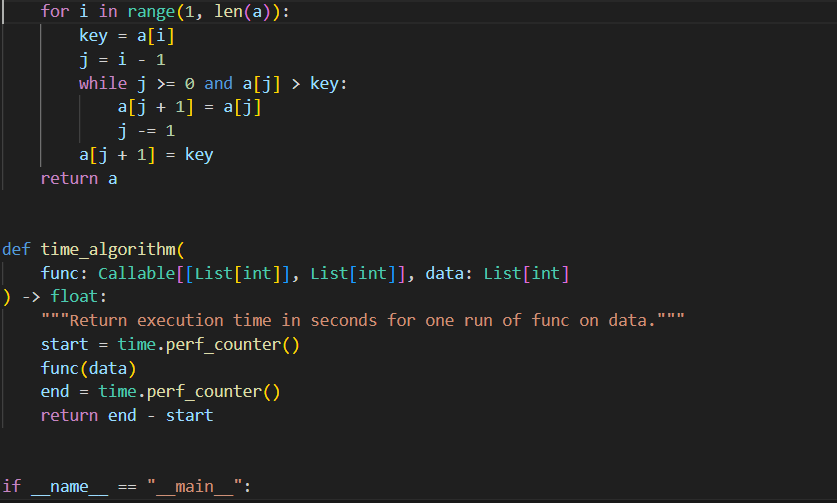 for i in range(1, len(a)):
        key = a[i]
        j = i - 1
        while j >= 0 and a[j] > key:
            a[j + 1] = a[j]
            j -= 1
        a[j + 1] = key
    return a
def time_algorithm(
    func: Callable[[List[int]], List[int]], data: List[int]
) -> float:
    """Return execution time in seconds for one run of func on data."""
    start = time.perf_counter()
    func(data)
    end = time.perf_counter()
    return end - start
if __name__ == "__main__":